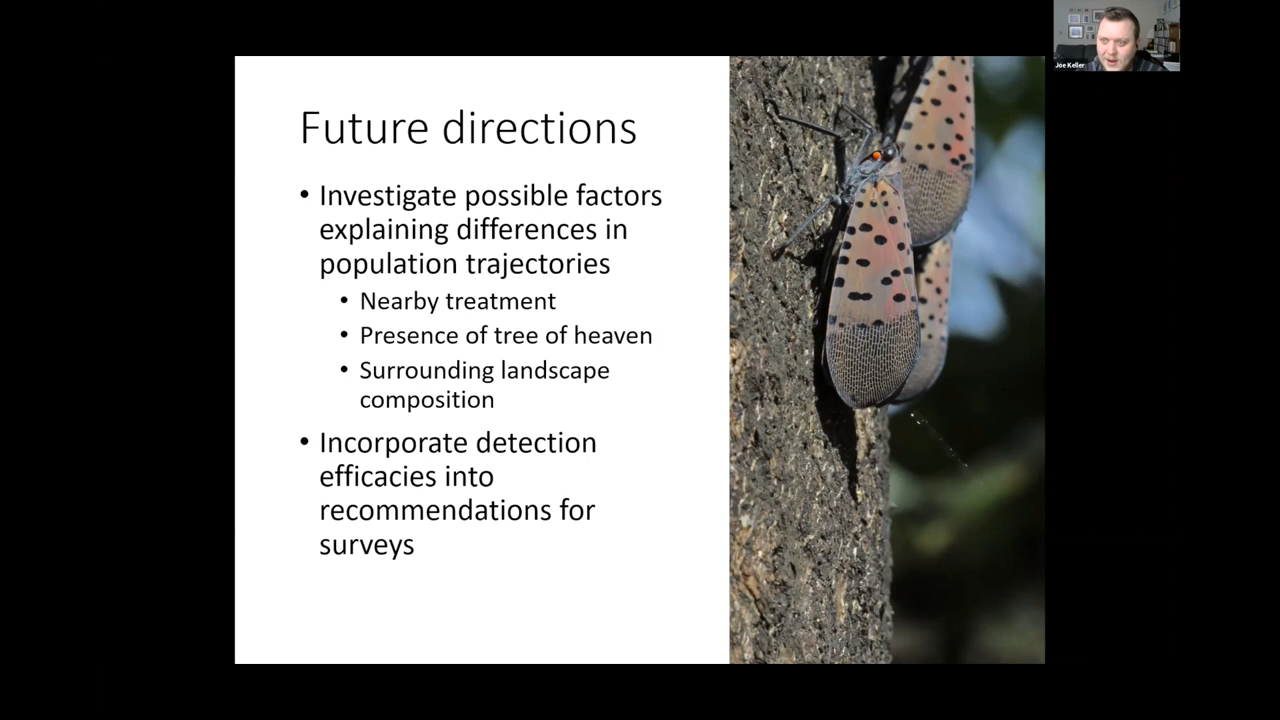 Joe Keller
Future directions
• Investigate possible factors
explaining differences in
population trajectories
• Nearby treatment
• Presence of tree of heaven
• Surrounding landscape
composition
• Incorporate detection
efficacies into
recommendations for
surveys